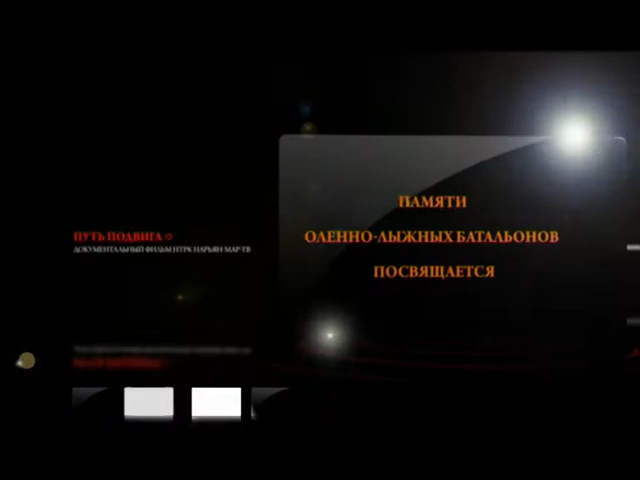 ПАМЯТИ
ОЛЕННО-ЛЫЖНЫХ БАТАЛЬОНОВ
ПОСВЯЩАЕТСЯ
ПУТЬ ПОДВИГА
ДОКУМЕНТАЛЬНЫЙ ФИЛЬМ НТРК НАРЬЯН-МАР ТВ